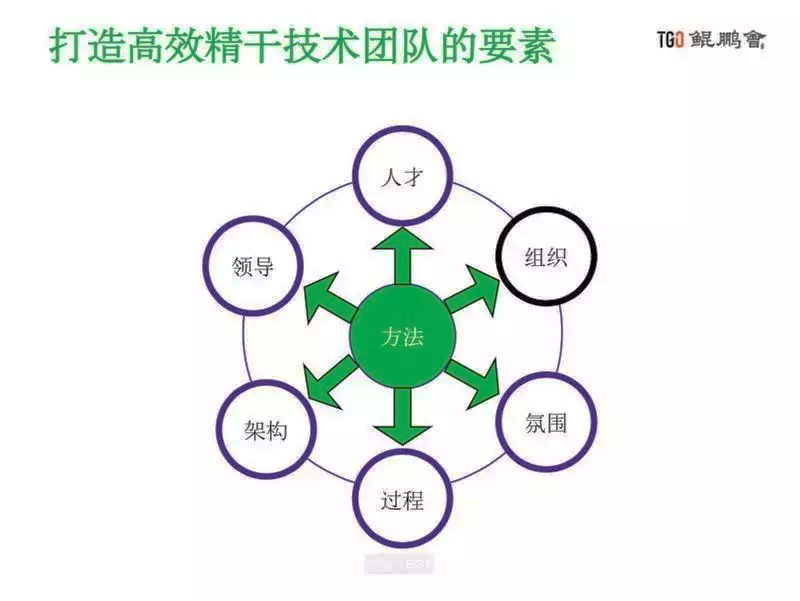 打造高效精干技术团队的要素
TGO 鲲鹏會
人才
组织
领导
方法
架构
氛围
过程